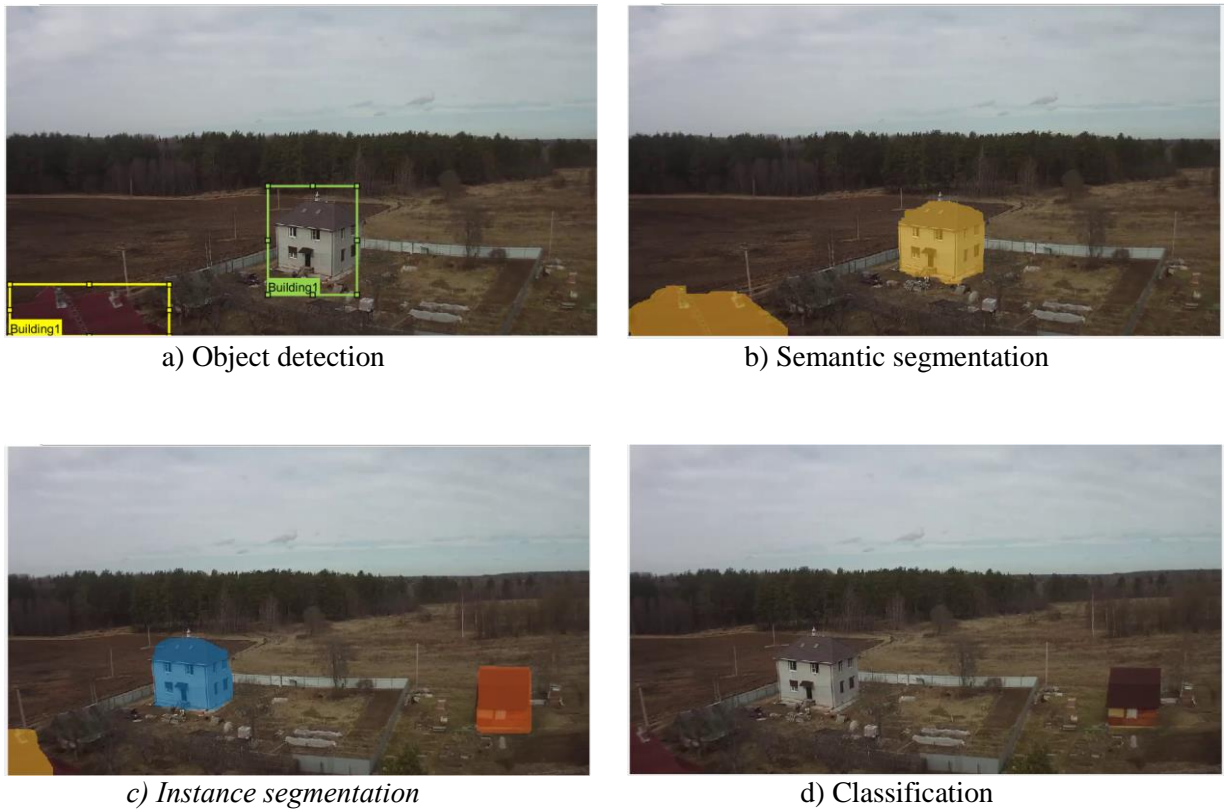 Building1
Building1
a) Object detection
b) Semantic segmentation
c) Instance segmentation
d) Classification